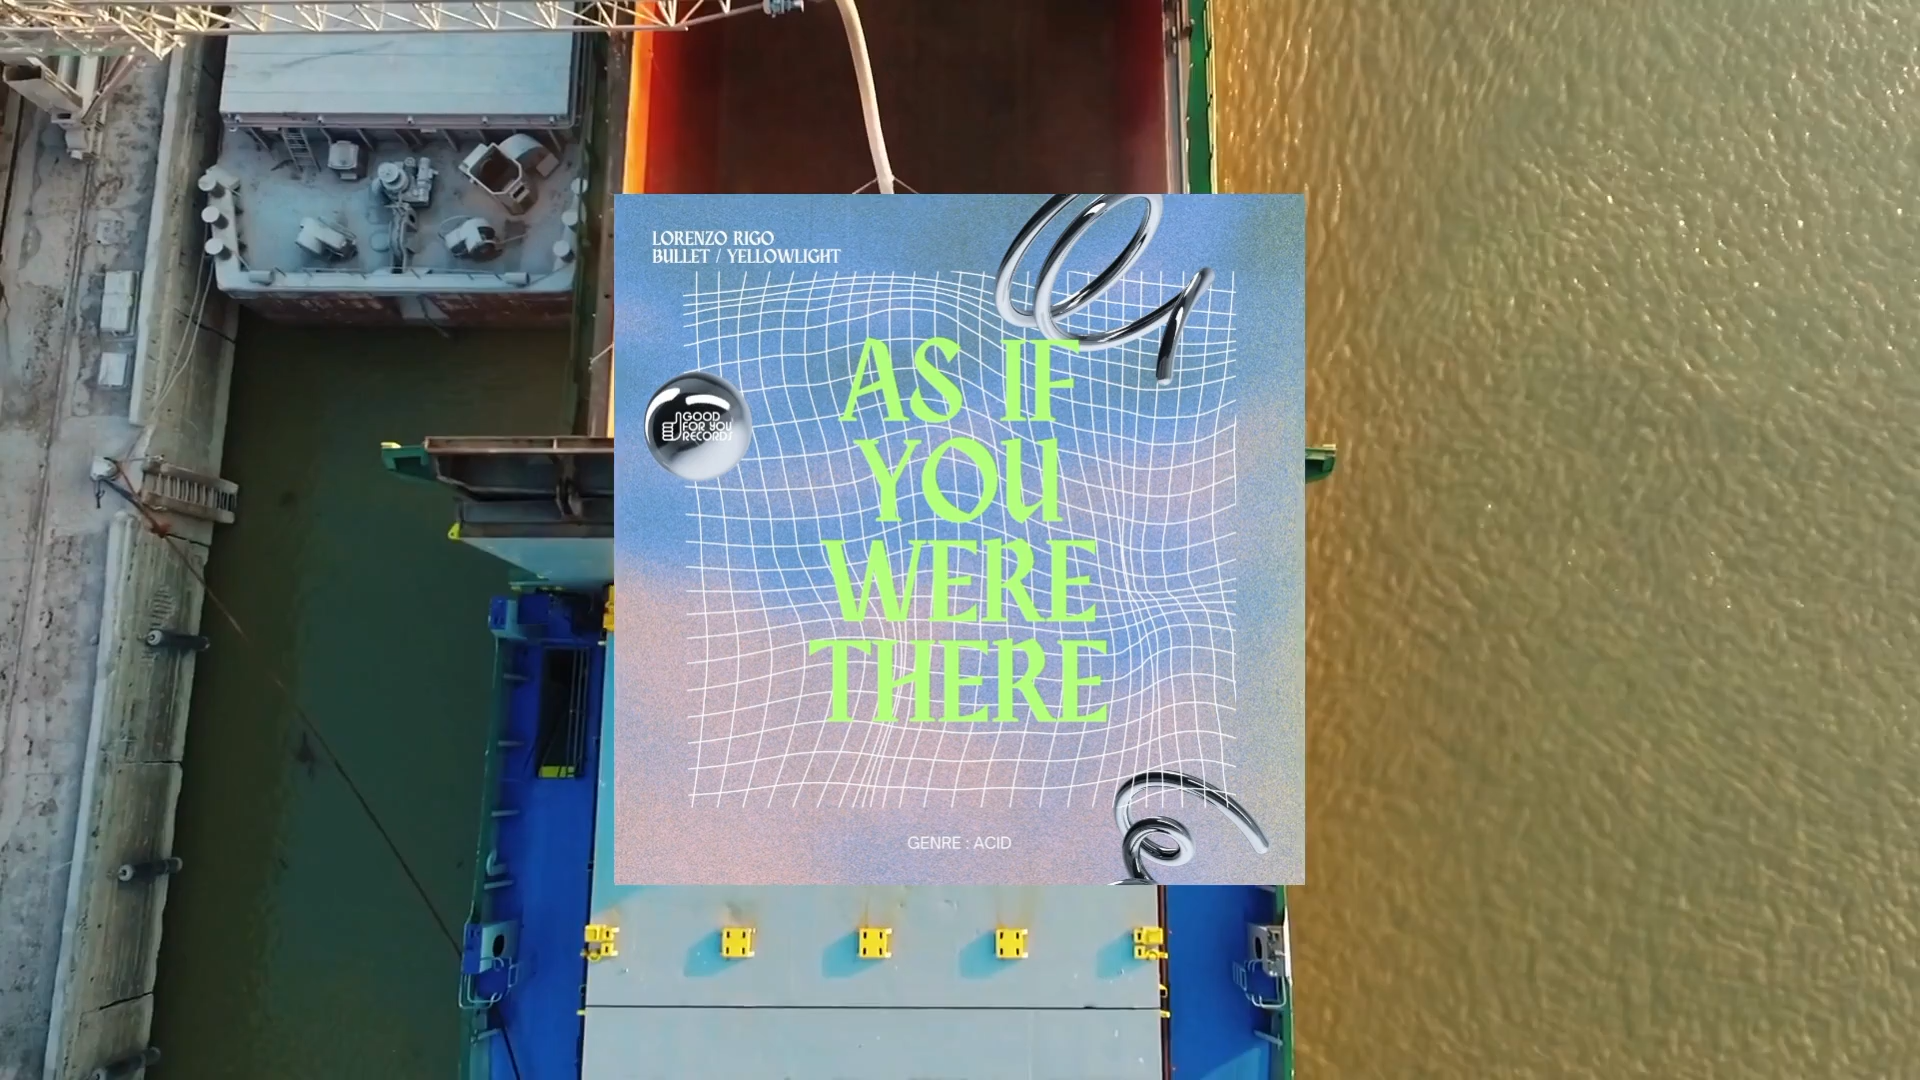 LORENZO RIGO
BULLET / YELLOWLIGHT
AS IF
YOU
WERE
THERE
GOOD
FOR YOU
RECORDS
GENRE : ACID